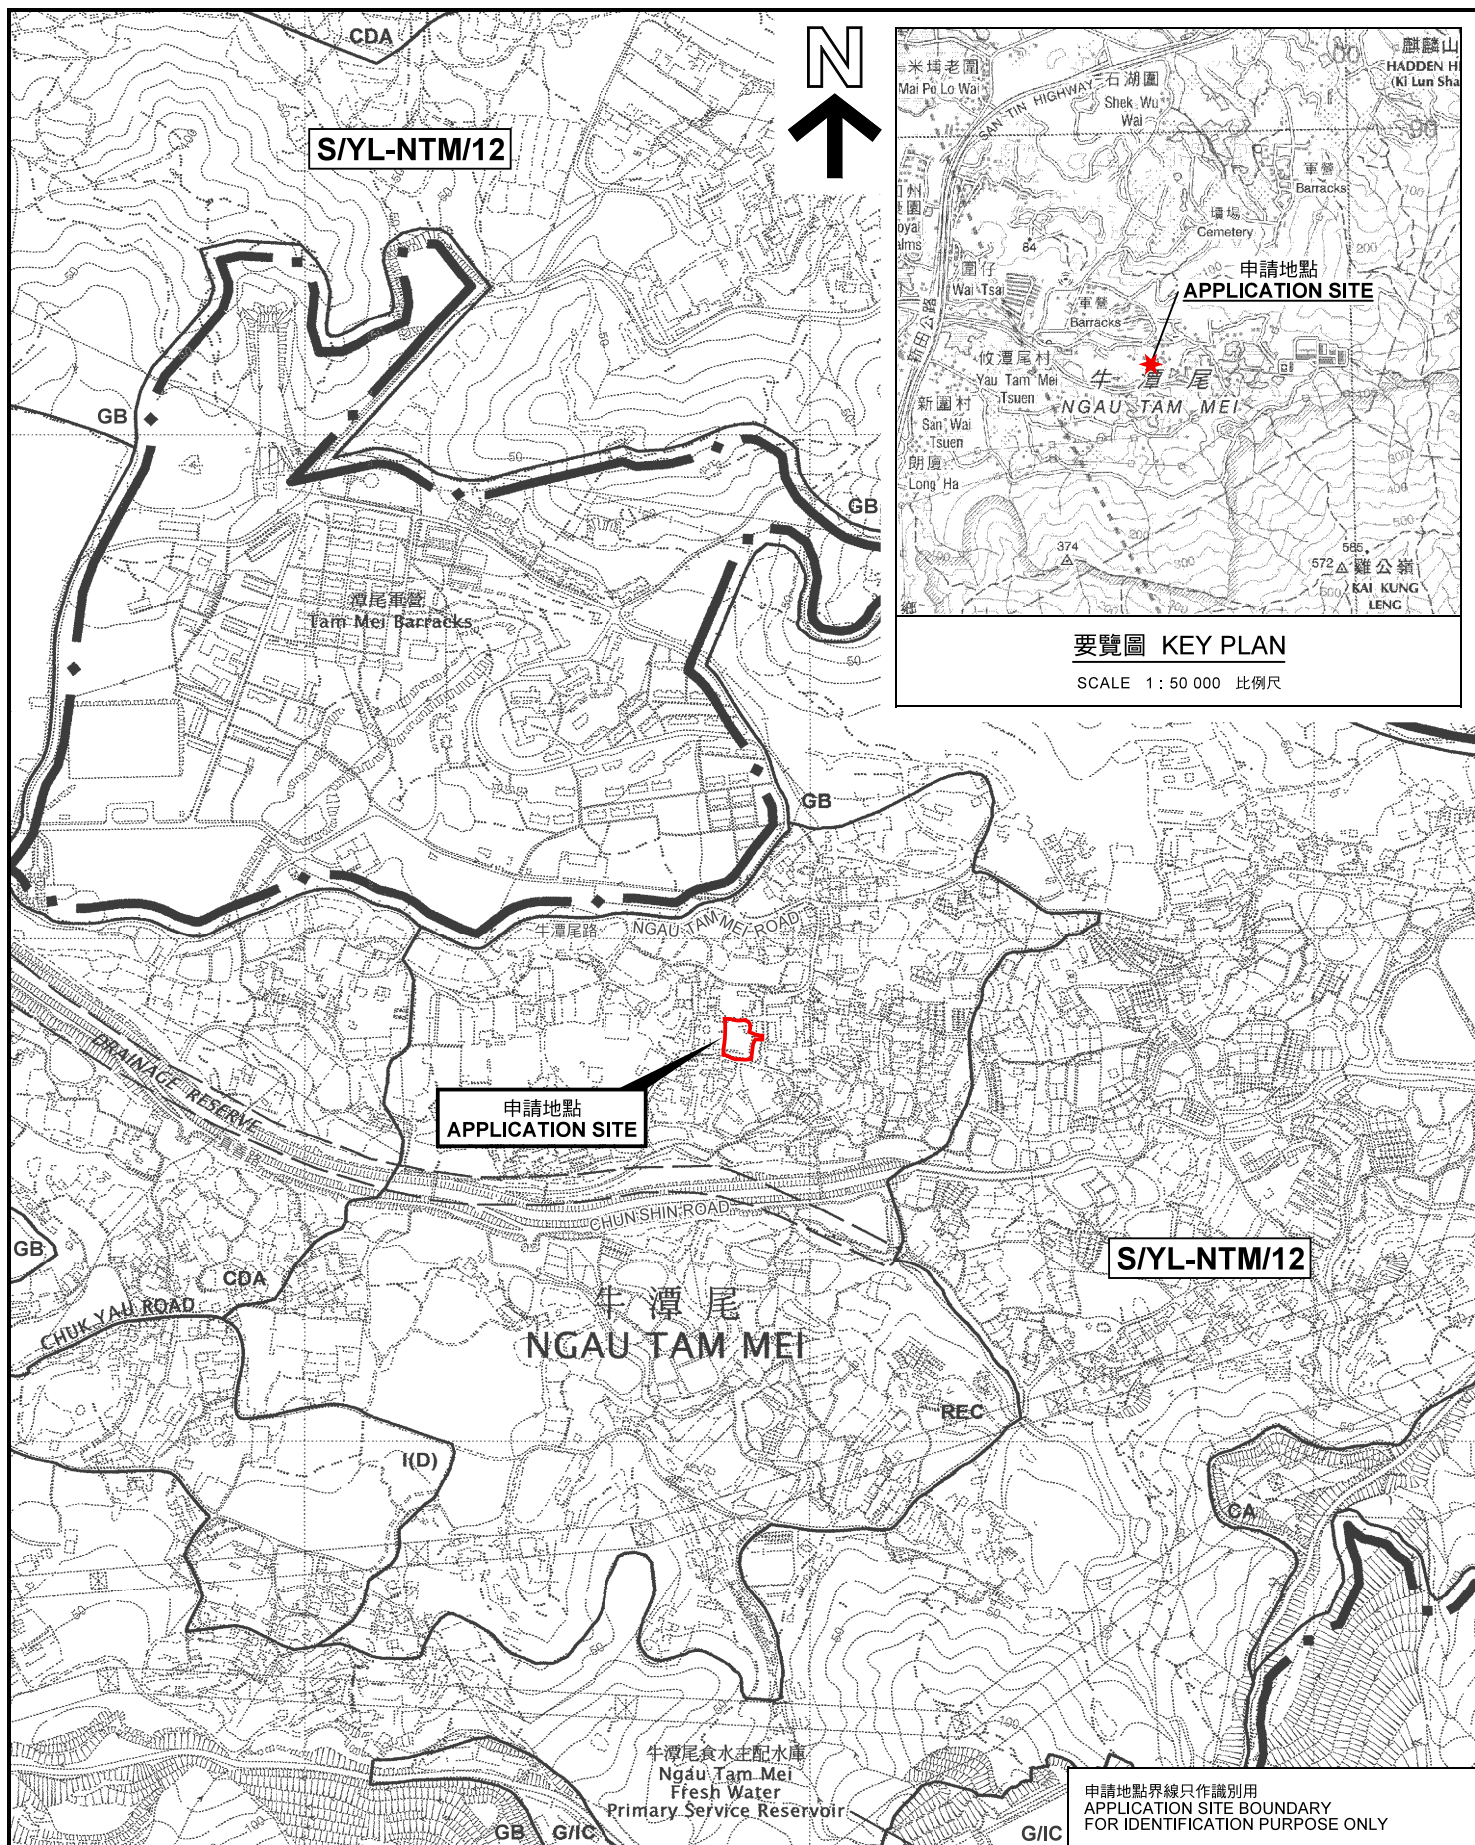 CDA
S/YL-NTM/12
N
米埔老圍
Mai Po Lo Wai
SAN TIN HIGHWAY
石湖圍
Shek Wu
Wai
麒麟山
HADDEN H
(Ki Lun Sha
軍營
Barracks
墳場
Cemetery
圍仔
Wai Tsai
84
100
200
申請地點
APPLICATION SITE
軍營
Barracks
新田公路
攸潭尾村
Yau Tam Mei
Tsuen
牛潭尾
NGAU TAM MEI
新圍村
San Wai
Tsuen
朗廈
Long Ha
374
572
585
雞公嶺
KAI KUNG
LENG
要覽圖 KEY PLAN
SCALE 1 : 50 000 比例尺
GB
GB
潭尾軍營
Tam Mei Barracks
GB
牛潭尾路 NGAU TAM MEI ROAD
DRAINAGE RESERVE
申請地點
APPLICATION SITE
CHUN SHIN ROAD
GB
CDA
CHUK YAU ROAD
S/YL-NTM/12
牛潭尾
NGAU TAM MEI
REC
I(D)
CA
牛潭尾食水主配水庫
Ngau Tam Mei
Fresh Water
Primary Service Reservoir
GB
G/IC
G/IC
申請地點界線只作識別用
APPLICATION SITE BOUNDARY
FOR IDENTIFICATION PURPOSE ONLY